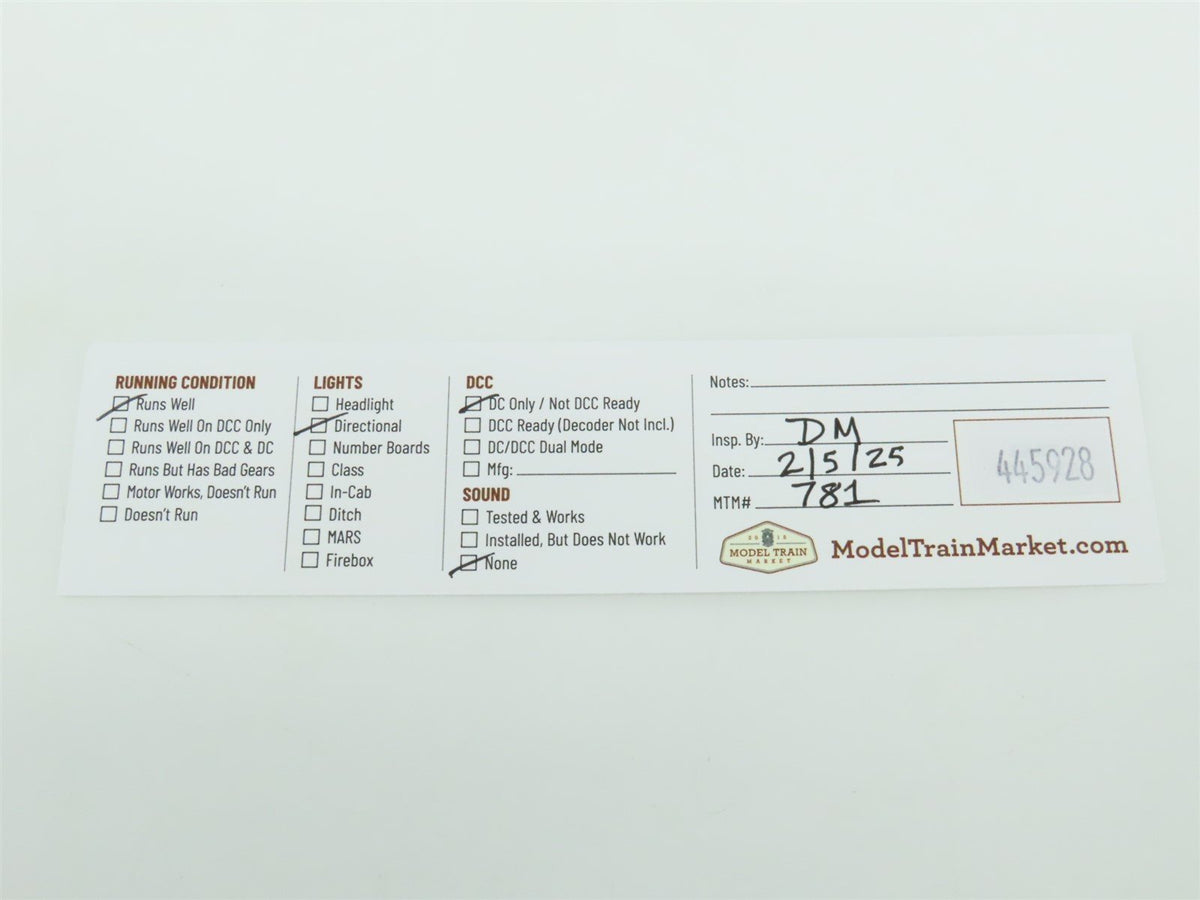 RUNNING CONDITION
Runs Well
Runs Well On DCC Only
Runs Well On DCC & DC
Runs But Has Bad Gears
Motor Works, Doesn't Run
Doesn't Run
LIGHTS
Headlight
Directional
Number Boards
Class
In-Cab
Ditch
MARS
Firebox
DCC
DC Only / Not DCC Ready
DCC Ready (Decoder Not Incl.)
DC/DCC Dual Mode
Mfg:
SOUND
Tested & Works
Installed, But Does Not Work
None
Notes:
Insp. By: DM
Date: 2/5/25
MTM# 781
445928
MODEL TRAIN
MARKET
ModelTrainMarket.com